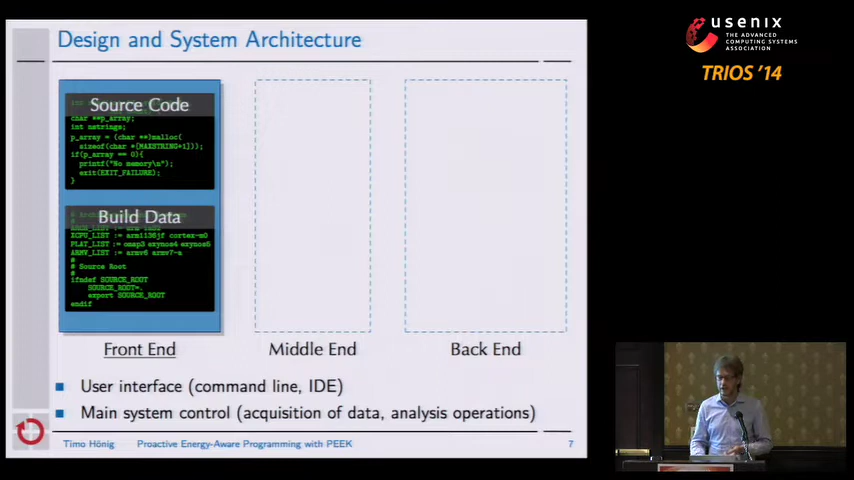 Design and System Architecture
Source Code
char **p_array;
int nstrings;
p_array = (char **)malloc(
sizeof(char *[MAXSTRING+1]));
if(p_array == 0){
printf("No memory\n");
exit(EXIT_FAILURE);
}
Build Data
XCPU_LIST := arm1136jf cortex-m0
PLAT_LIST := omap3 exynos4 exynos5
ARMV_LIST := armv6 armv7-a
#
# Source Root
#
ifndef SOURCE_ROOT
SOURCE_ROOT=.
export SOURCE_ROOT
endif
Front End
Middle End
Back End
User interface (command line, IDE)
Main system control (acquisition of data, analysis operations)
Timo Hönig Proactive Energy-Aware Programming with PEEK 7
usenix
THE ADVANCED
COMPUTING SYSTEMS
ASSOCIATION
TRIOS '14